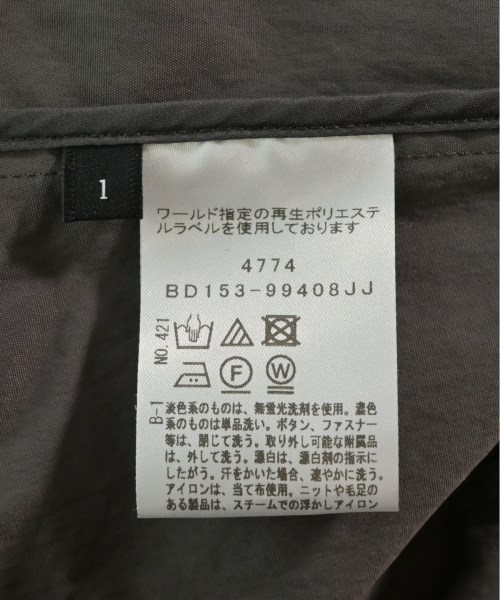 1
ワールド指定の再生ポリエステ
ルラベルを使用しております
4774
BD153-99408JJ
NO.421
F
W
B-1
淡色系のものは、無蛍光洗剤を使用。濃色
系のものは単品洗い。ボタン、ファスナー
等は、閉じて洗う。取り外し可能な附属品
は、外して洗う。漂白は、漂白剤の指示に
したがう。汗をかいた場合、速やかに洗う。
アイロンは、当て布使用。ニットや毛足の
ある製品は、スチームでの浮かしアイロン